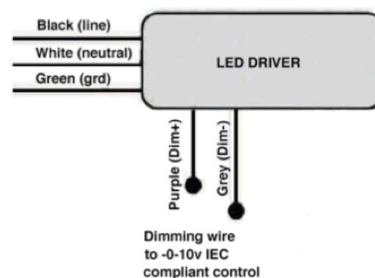 Black (line)
White (neutral)
Green (grd)
LED DRIVER
Purple (Dim+)
Grey (Dim-)
Dimming wire
to -0-10v IEC
compliant control